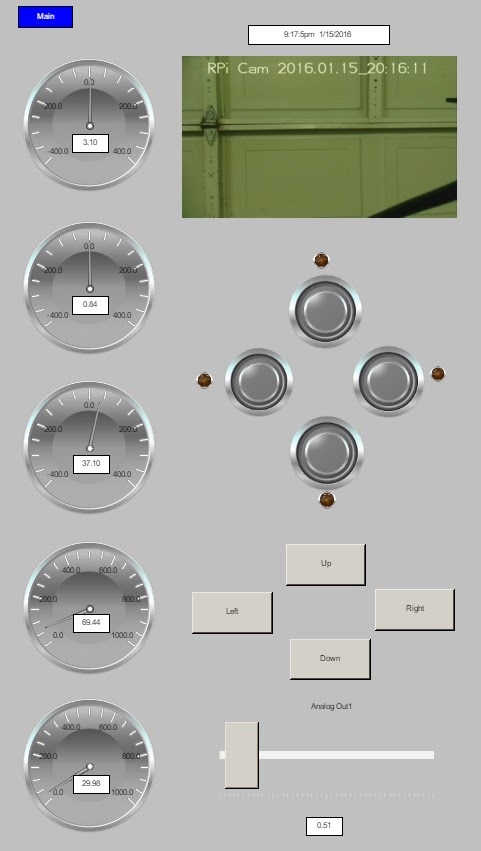 Main
9:17:5pm 1/15/2016
RPi Cam 2016.01.15_20:16:11
0.0
200.0 200.0
-400.0 400.0
3.10
0.0
200.0 200.0
-400.0 400.0
0.84
0.0
200.0 200.0
-400.0 400.0
37.10
400.0 600.0
200.0 800.0
0.0 1000.0
69.44
400.0 600.0
200.0 800.0
0.0 1000.0
29.98
Up
Left
Right
Down
Analog Out1
0.51